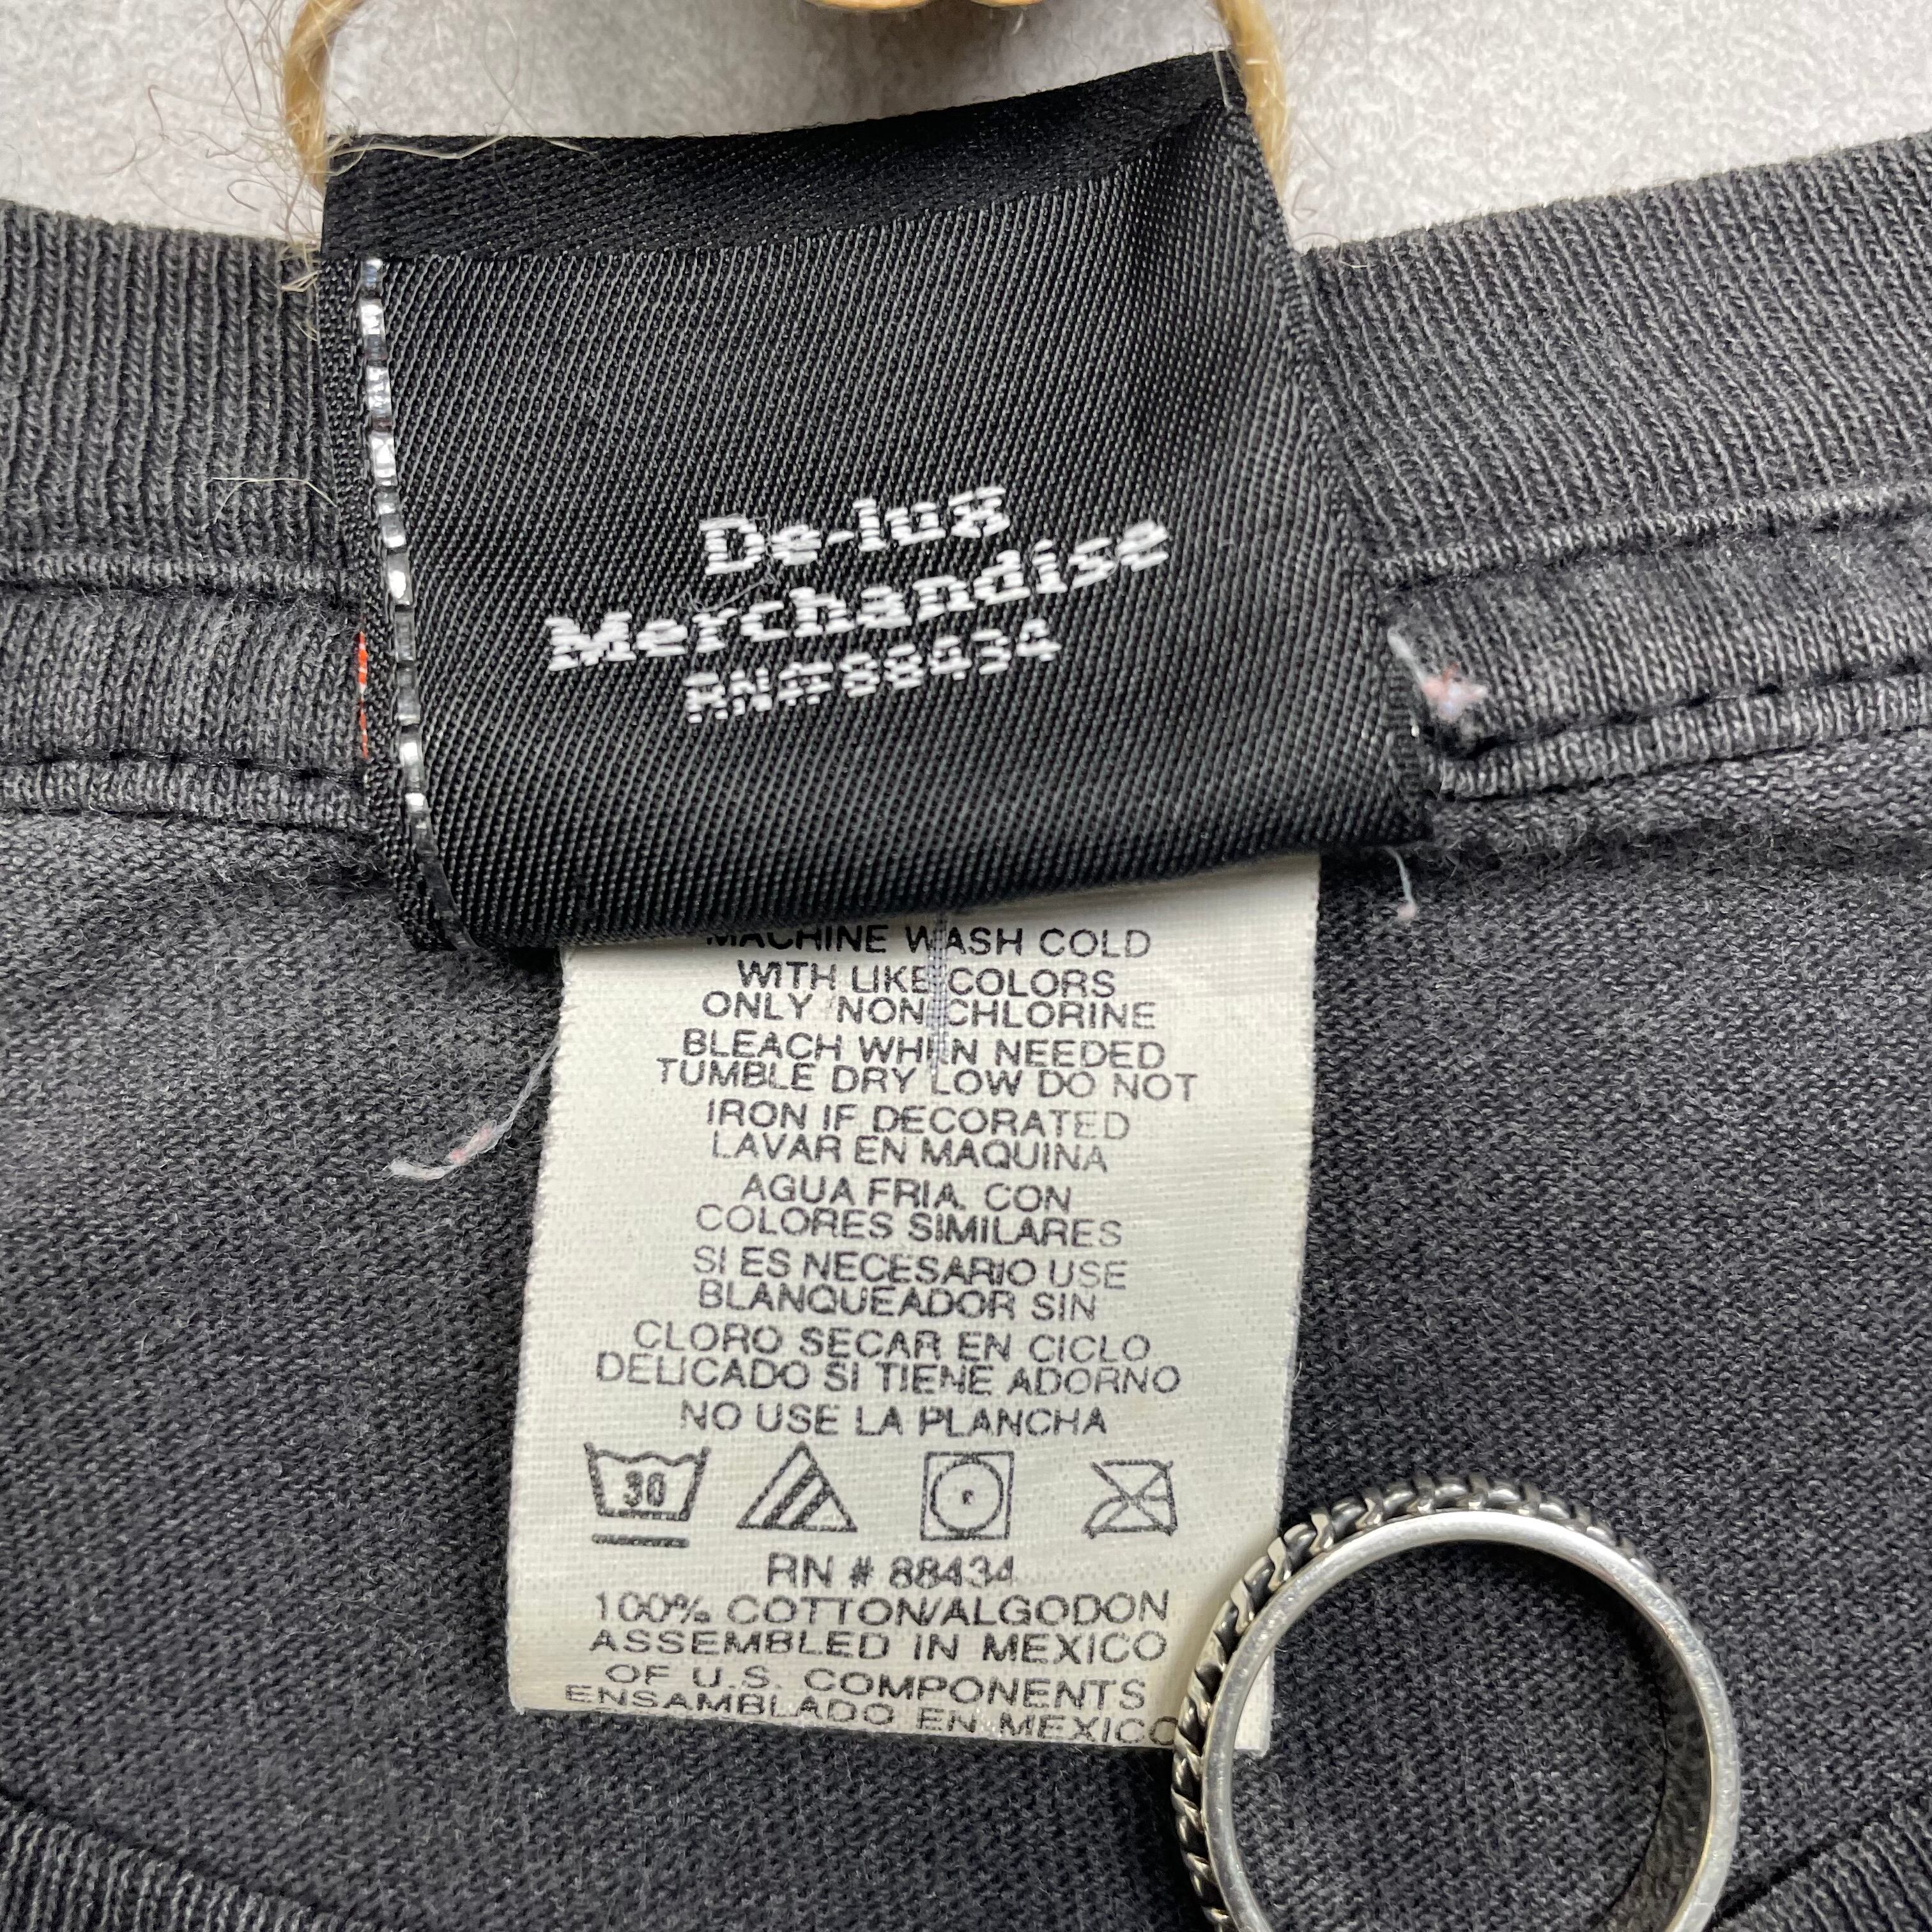 De-lux
Merchandise
RN#88434
MACHINE WASH COLD
WITH LIKE COLORS
ONLY NON CHLORINE
BLEACH WHEN NEEDED
TUMBLE DRY LOW DO NOT
IRON IF DECORATED
LAVAR EN MAQUINA
AGUA FRIA. CON
COLORES SIMILARES
SI ES NECESARIO USE
BLANQUEADOR SIN
CLORO SECAR EN CICLO
DELICADO SI TIENE ADORNO
NO USE LA PLANCHA
30
RN # 88434
100% COTTON/ALGODON
ASSEMBLED IN MEXICO
OF U.S. COMPONENTS
ENSAMBLADO EN MEXICO